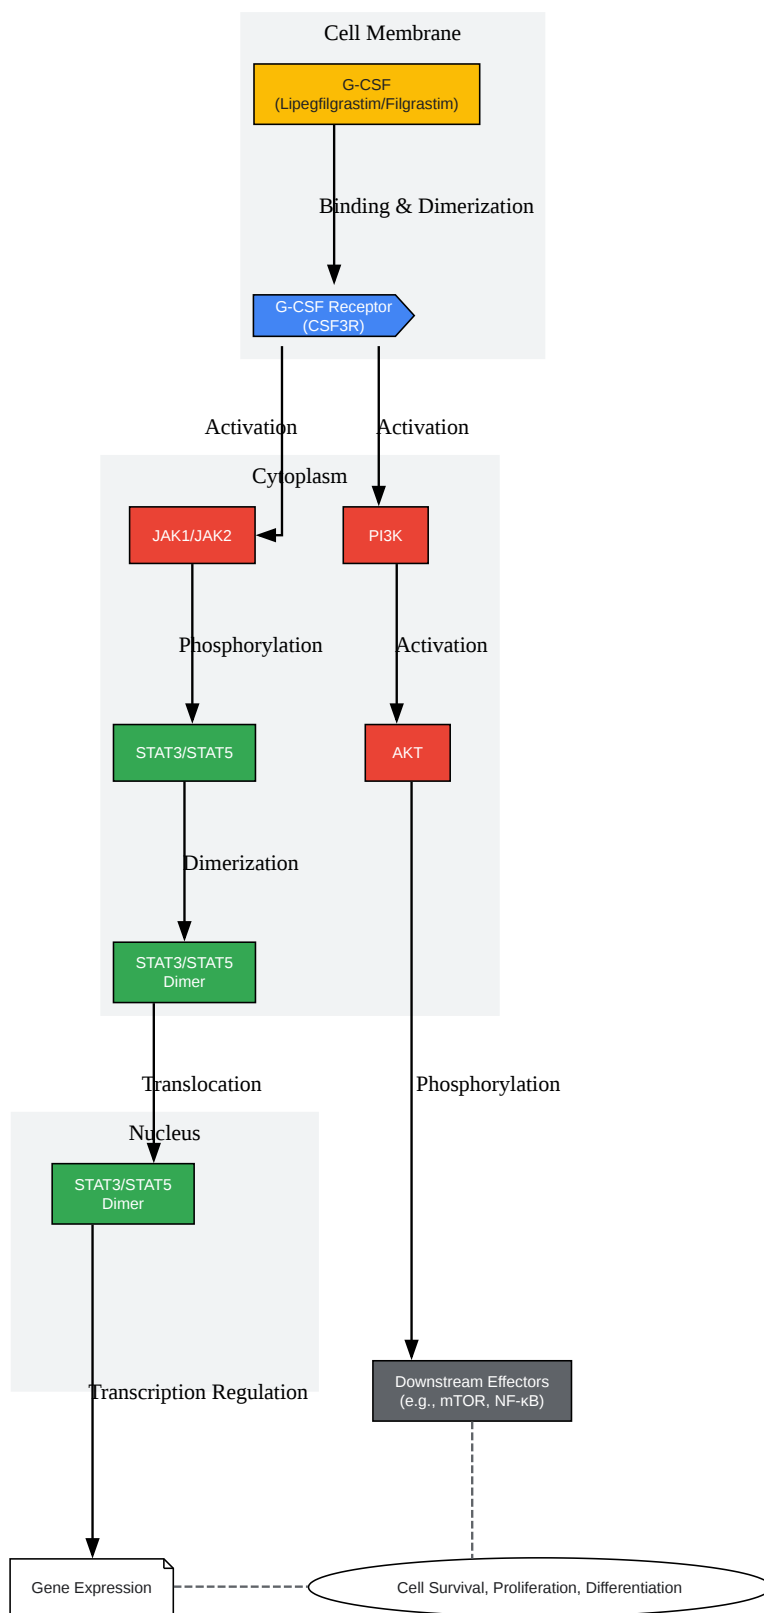 Cell Membrane
G-CSF
(Lipegfilgrastim/Filgrastim)
Binding & Dimerization
G-CSF Receptor
(CSF3R)
Activation
Activation
Cytoplasm
JAK1/JAK2
PI3K
Phosphorylation
Activation
STAT3/STAT5
AKT
Dimerization
STAT3/STAT5
Dimer
Translocation
Phosphorylation
Nucleus
STAT3/STAT5
Dimer
Downstream Effectors
(e.g., mTOR, NF-κB)
Transcription Regulation
Gene Expression
Cell Survival, Proliferation, Differentiation